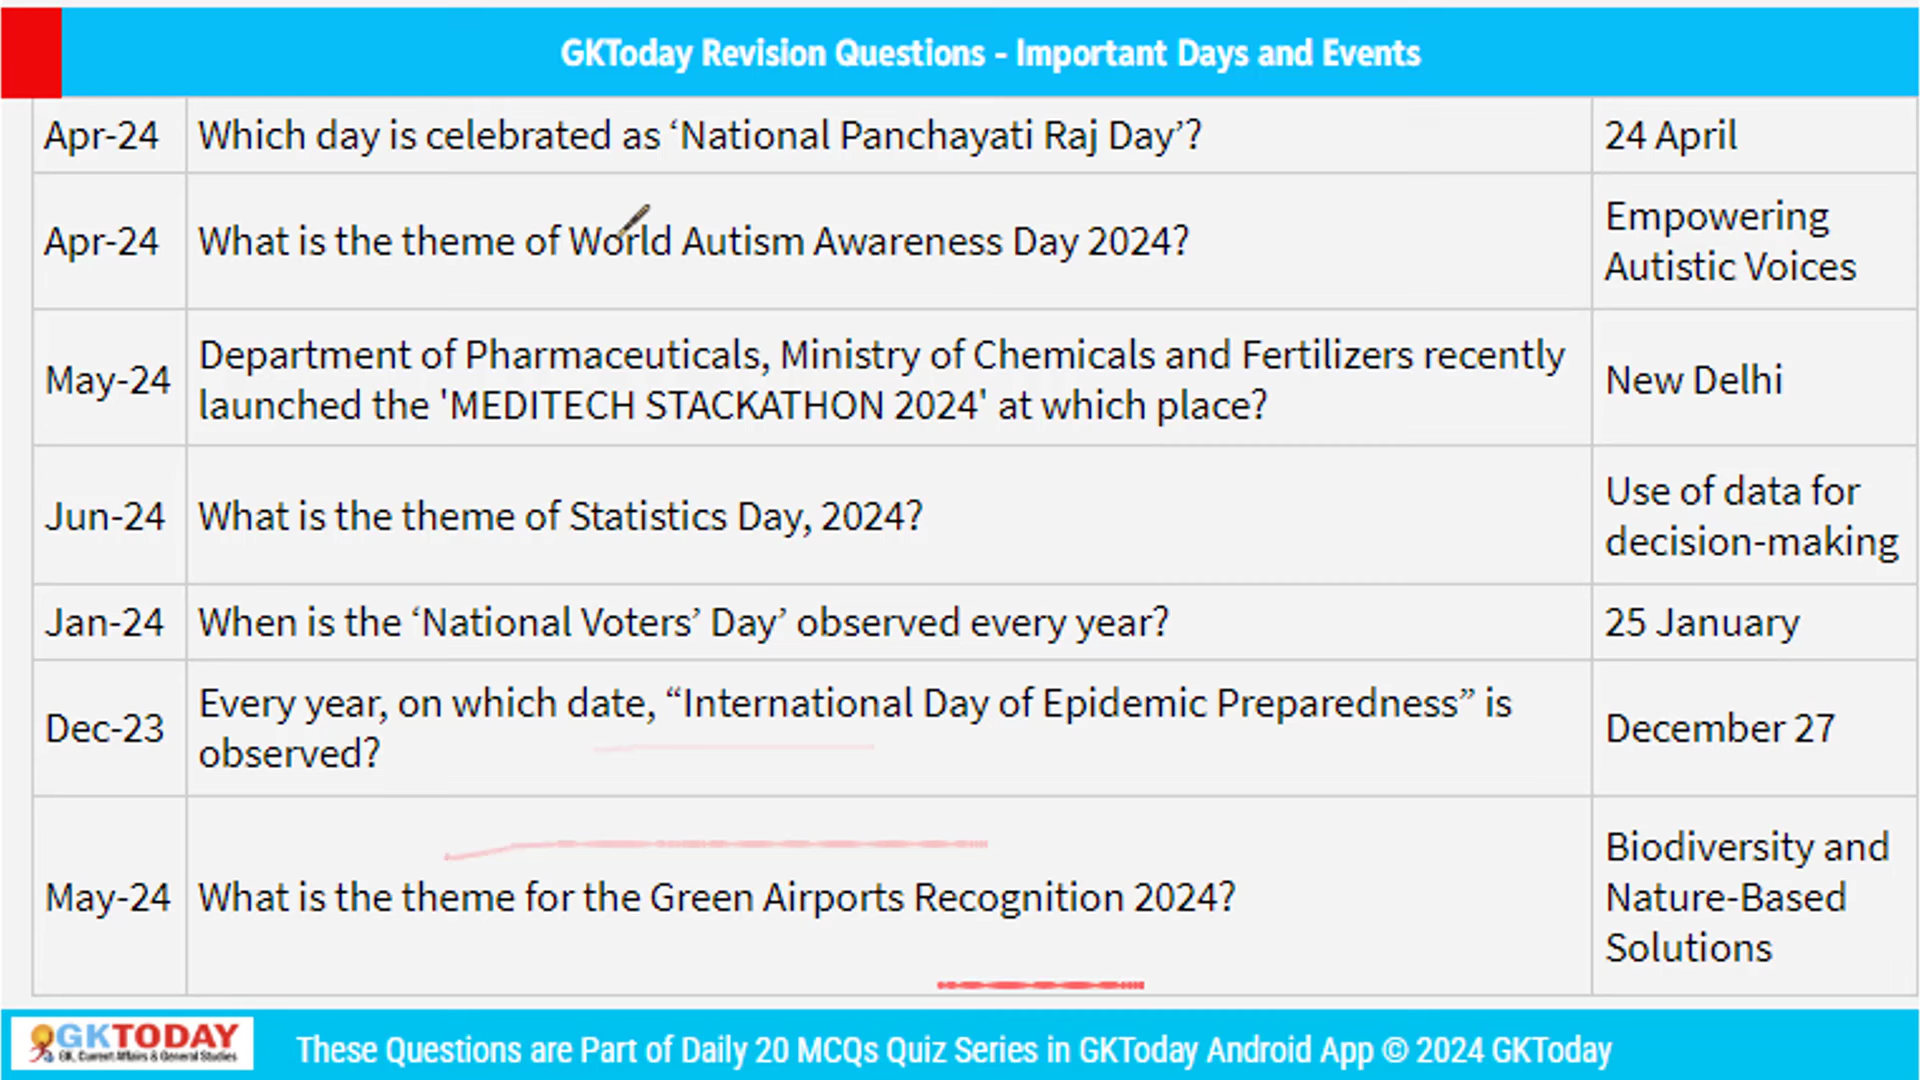 GKToday Revision Questions - Important Days and Events
Apr-24 Which day is celebrated as ‘National Panchayati Raj Day’? 24 April
Apr-24 What is the theme of World Autism Awareness Day 2024? Empowering
Autistic Voices
May-24 Department of Pharmaceuticals, Ministry of Chemicals and Fertilizers recently
launched the 'MEDITECH STACKATHON 2024' at which place? New Delhi
Jun-24 What is the theme of Statistics Day, 2024? Use of data for
decision-making
Jan-24 When is the ‘National Voters’ Day’ observed every year? 25 January
Dec-23 Every year, on which date, “International Day of Epidemic Preparedness” is
observed? December 27
May-24 What is the theme for the Green Airports Recognition 2024? Biodiversity and
Nature-Based
Solutions
GKTODAY
GK, Current Affairs & General Studies
These Questions are Part of Daily 20 MCQs Quiz Series in GKToday Android App © 2024 GKToday